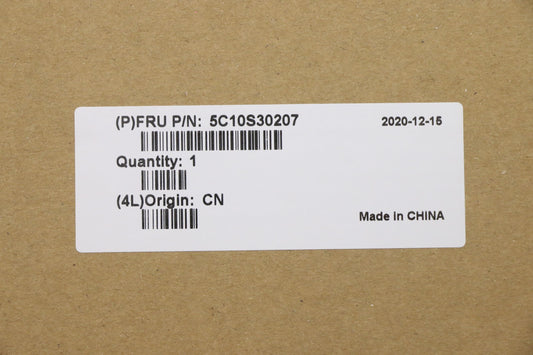 (P)FRU P/N: 5C10S30207
2020-12-15
Quantity: 1
(4L)Origin: CN
Made in CHINA